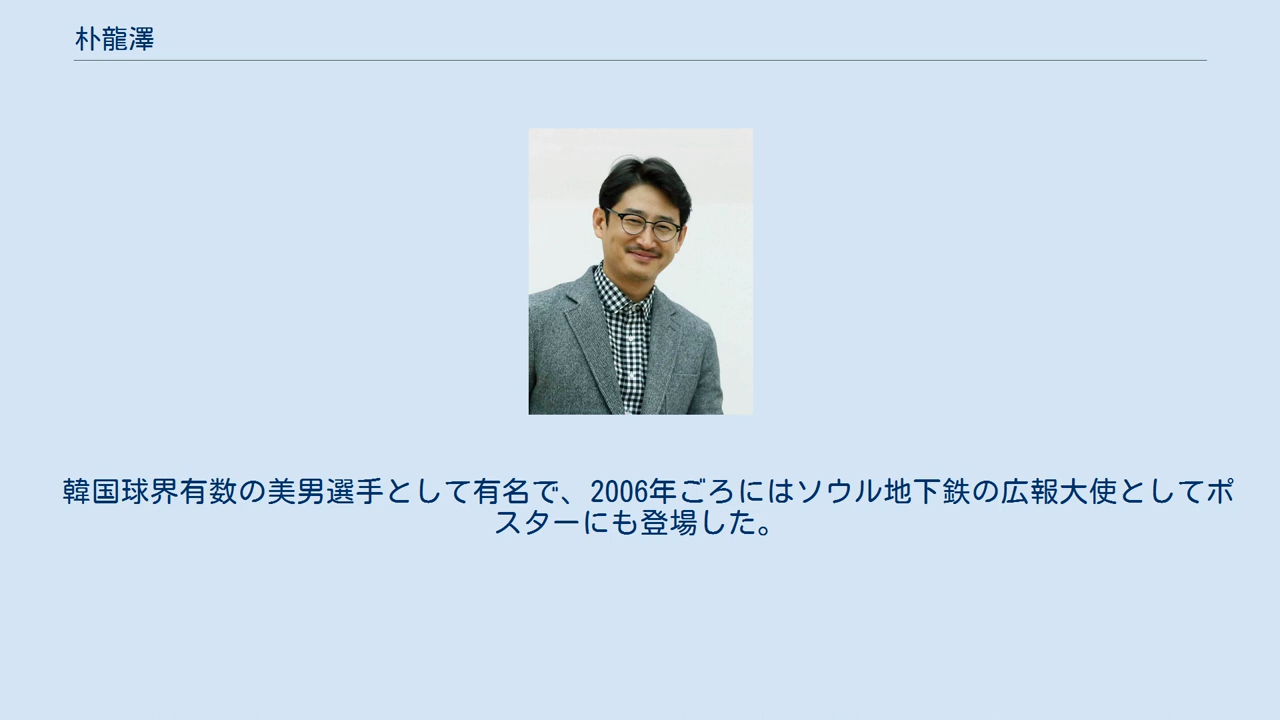 朴龍澤
韓国球界有数の美男選手として有名で、2006年ごろにはソウル地下鉄の広報大使としてポ
スターにも登場した。